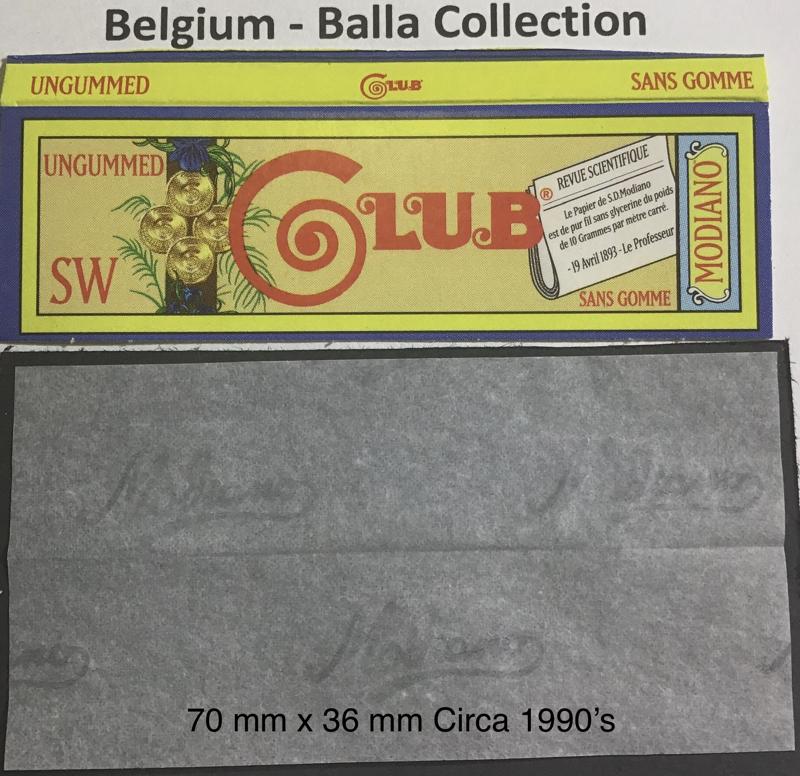 Belgium - Balla Collection
UNGUMMED CLUB SANS GOMME
UNGUMMED
SW
CLUB ®
REVUE SCIENTIFIQUE
Le Papier de S.D.Modiano
est de pur fil sans glycerine du poids
de 10 Grammes par mètre carré.
- 19 Avril 1893 - Le Professeur
SANS GOMME
MODIANO
Modiano
70 mm x 36 mm Circa 1990's